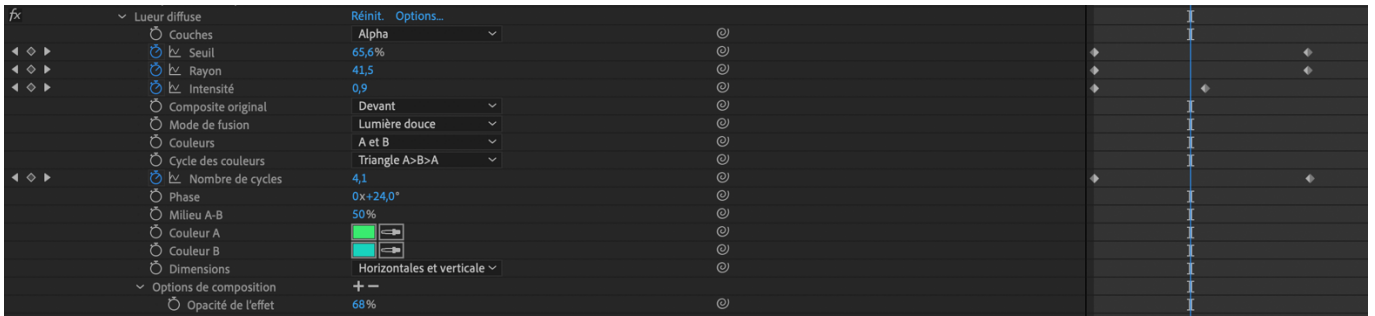 fx Lueur diffuse Réinit. Options...
Couches Alpha
Seuil 65,6%
Rayon 41,5
Intensité 0,9
Composite original Devant
Mode de fusion Lumière douce
Couleurs A et B
Cycle des couleurs Triangle A>B>A
Nombre de cycles 4,1
Phase 0x+24,0°
Milieu A-B 50%
Couleur A
Couleur B
Dimensions Horizontales et verticale
Options de composition + −
Opacité de l'effet 68%